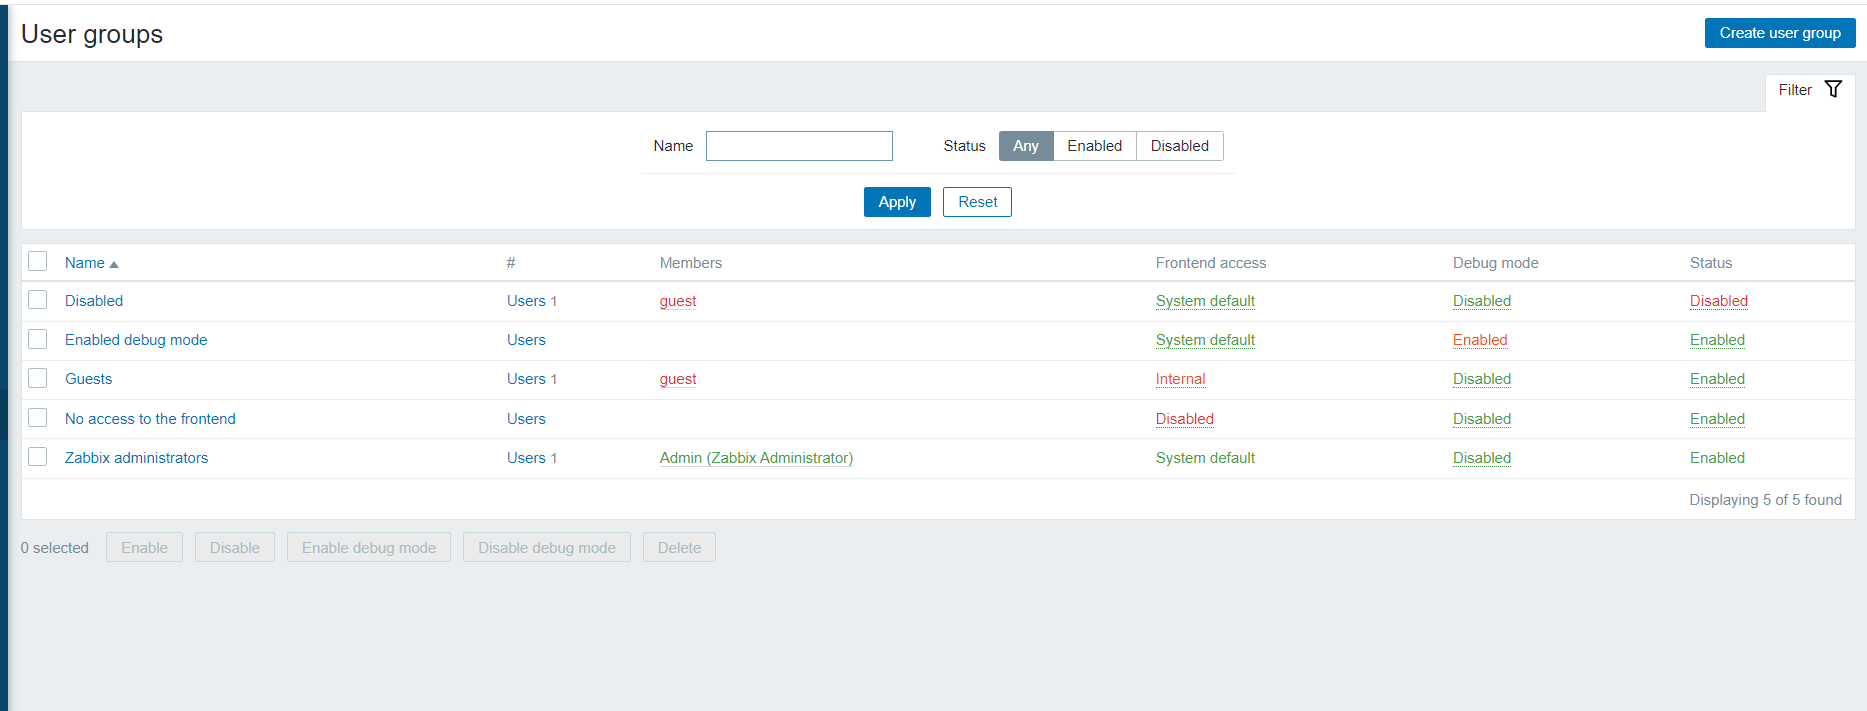 User groups
Create user group
Filter
Name Status Any Enabled Disabled
Apply Reset
Name # Members Frontend access Debug mode Status
Disabled Users 1 guest System default Disabled Disabled
Enabled debug mode Users System default Enabled Enabled
Guests Users 1 guest Internal Disabled Enabled
No access to the frontend Users Disabled Disabled Enabled
Zabbix administrators Users 1 Admin (Zabbix Administrator) System default Disabled Enabled
Displaying 5 of 5 found
0 selected Enable Disable Enable debug mode Disable debug mode Delete